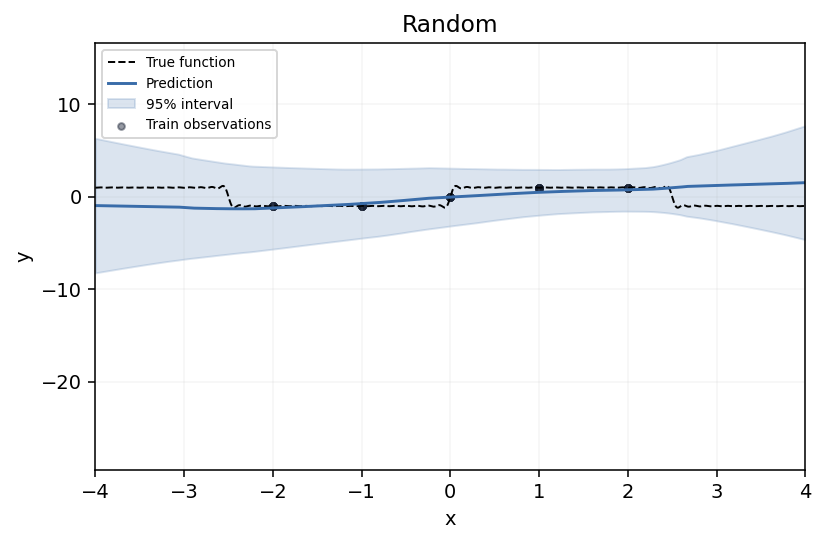 Random
True function
Prediction
95% interval
Train observations
10
0
−10
−20
y
−4 −3 −2 −1 0 1 2 3 4
x